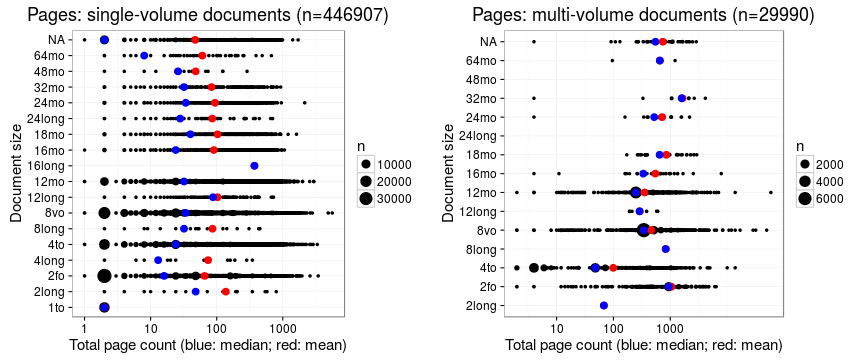 Pages: single-volume documents (n=446907)
Document size
NA
64mo
48mo
32mo
24mo
24long
18mo
16mo
16long
12mo
12long
8vo
8long
4to
4long
2fo
2long
1to
1
10
100
1000
Total page count (blue: median; red: mean)
n
10000
20000
30000
Pages: multi-volume documents (n=29990)
Document size
NA
64mo
48mo
32mo
24mo
24long
18mo
16mo
12mo
12long
8vo
8long
4to
2fo
2long
10
100
1000
Total page count (blue: median; red: mean)
n
2000
4000
6000